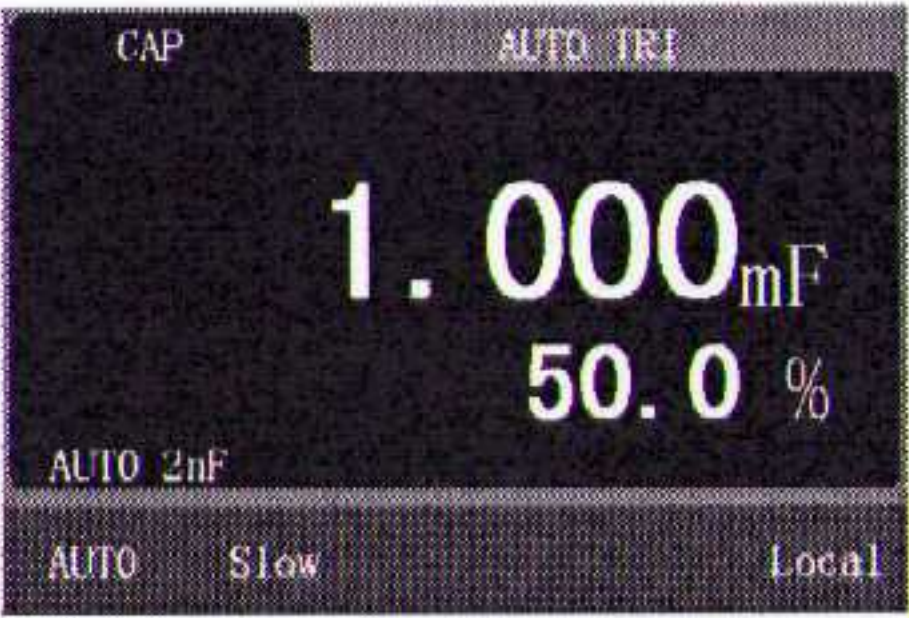 CAP AUTO TRI
1.000mF
50.0 %
AUTO 2nF
AUTO Slow Local